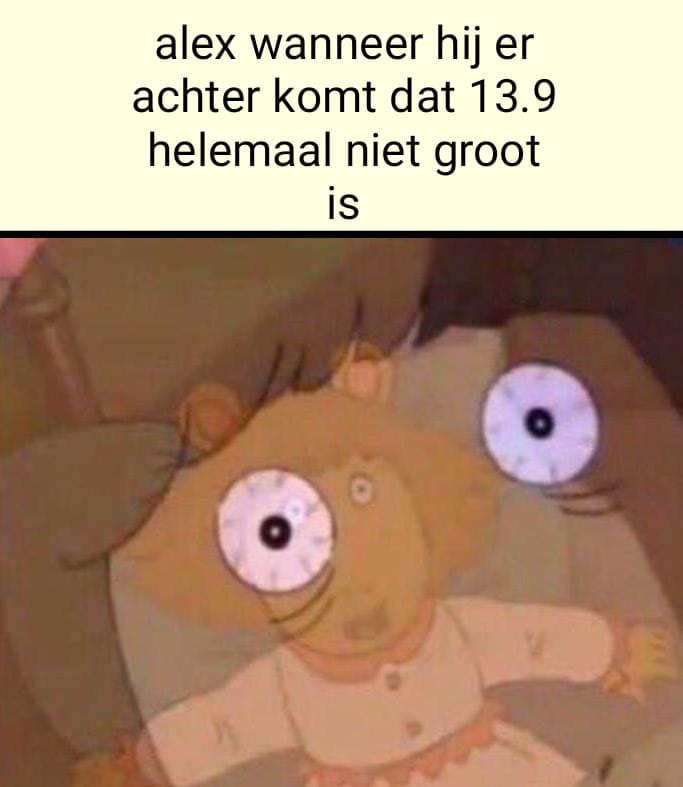 alex wanneer hij er
achter komt dat 13.9
helemaal niet groot
is